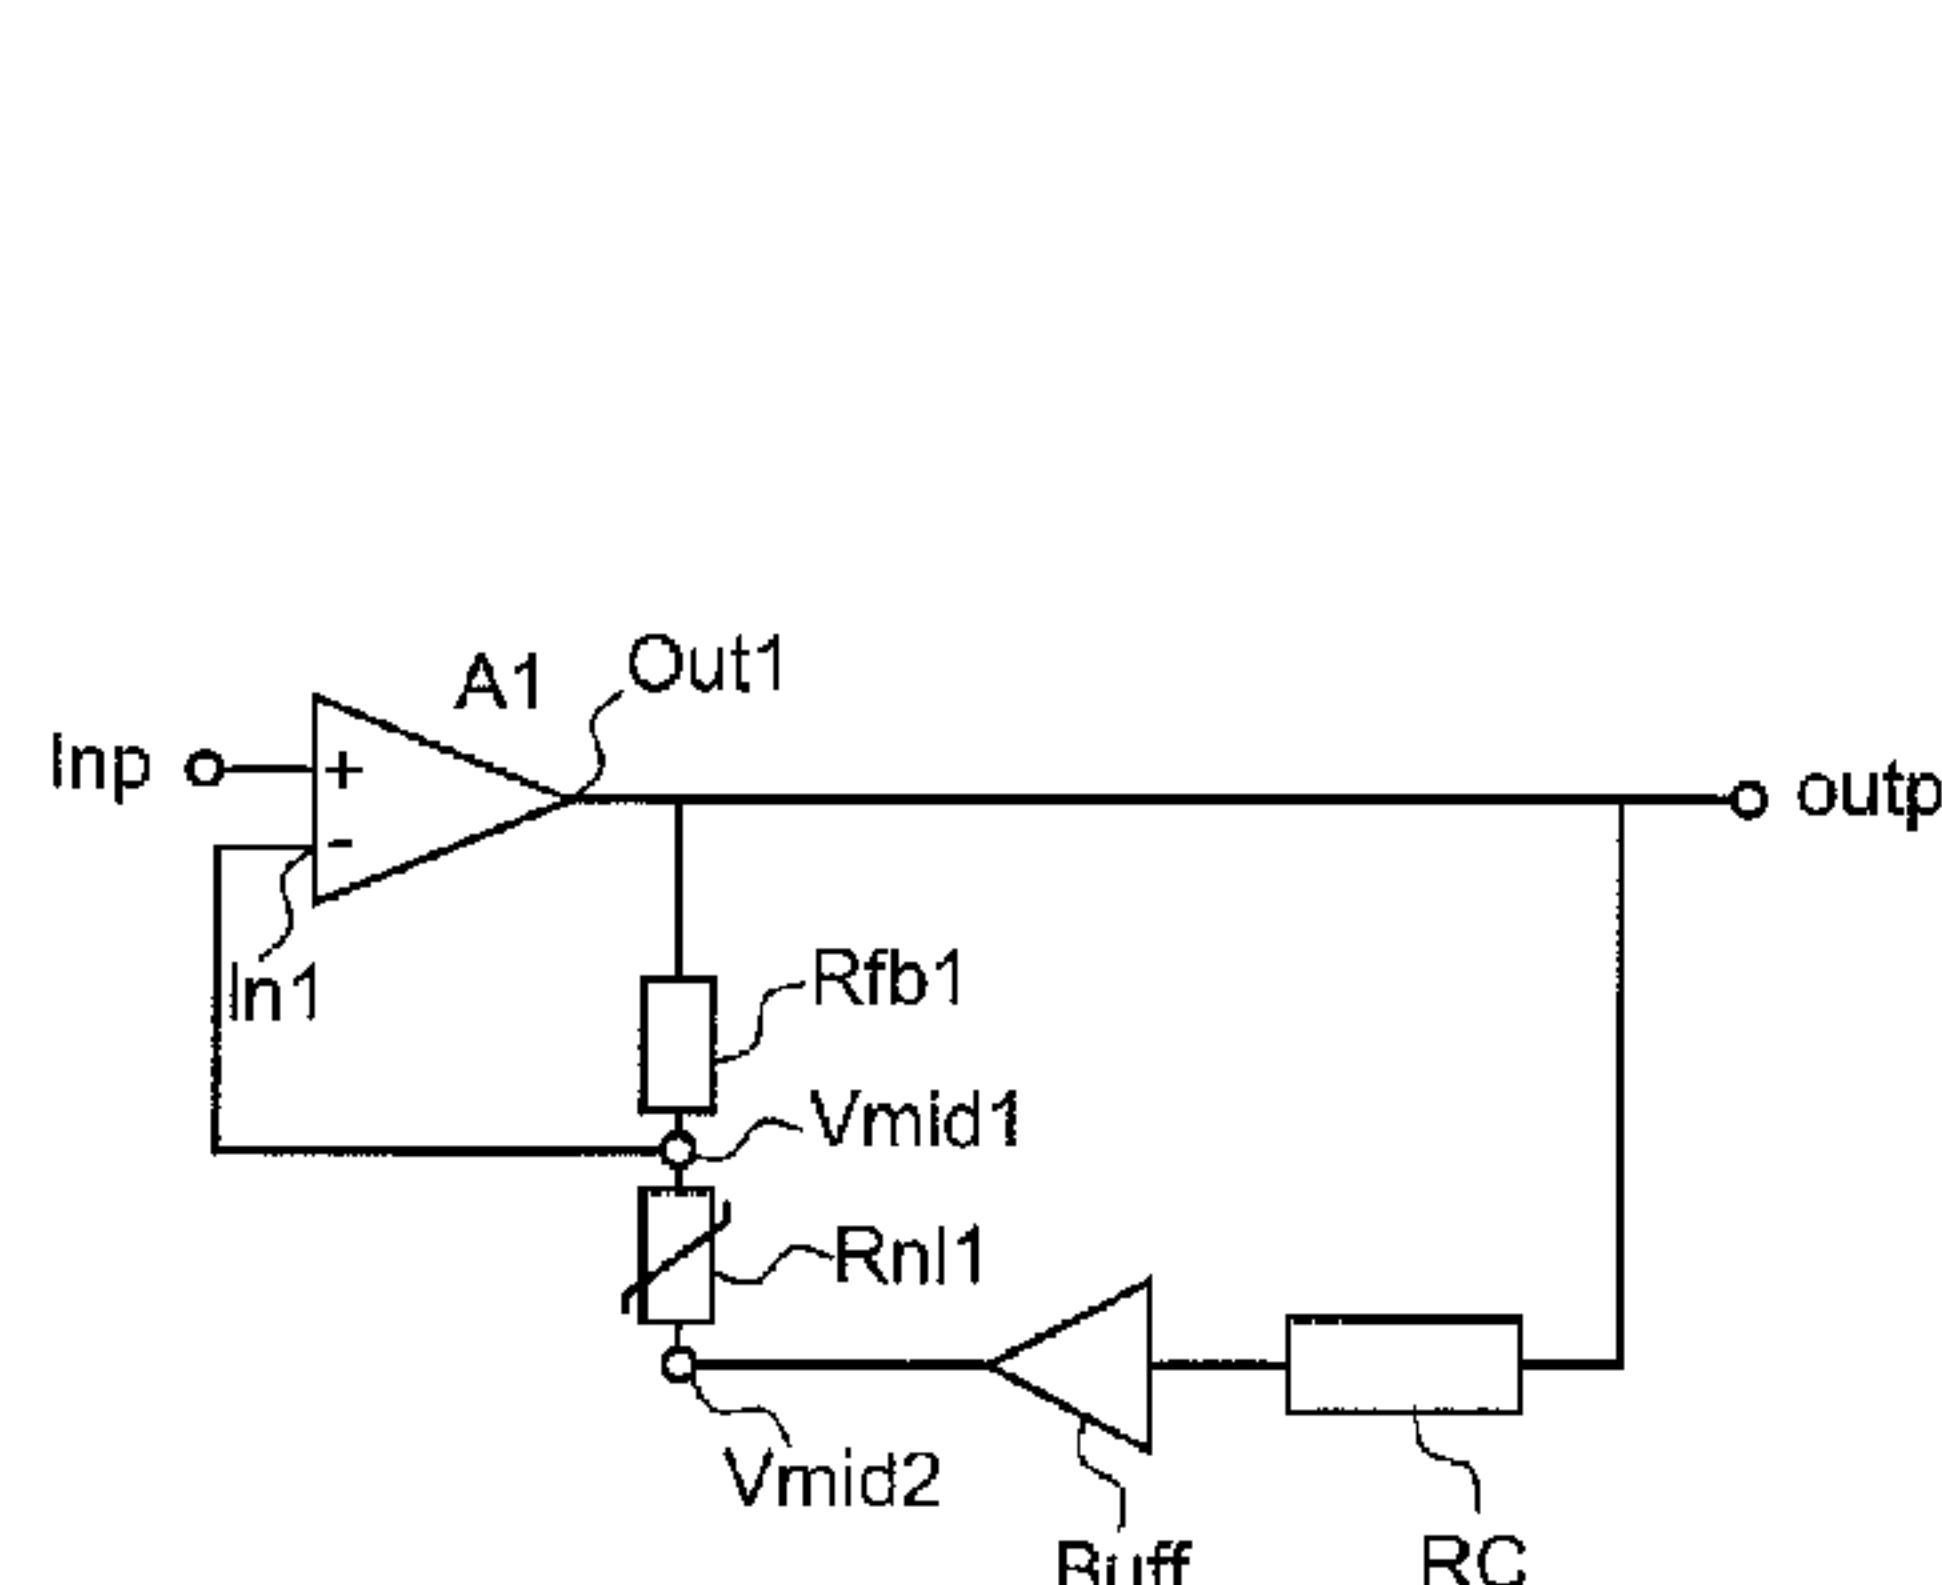 A1
Out1
Inp
+
outp
-
In1
Rfb1
Vmid1
Rnl1
Vmid2
Buff
RC